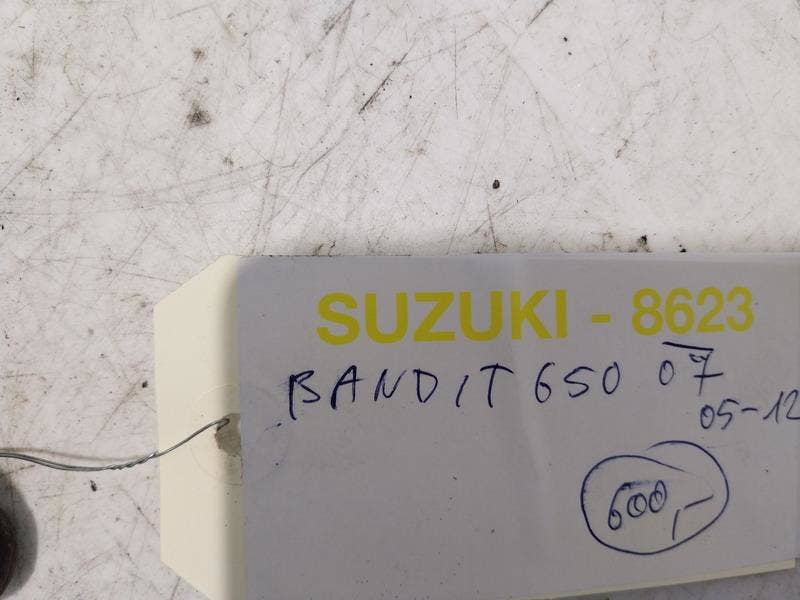 SUZUKI - 8623
BANDIT 650 07
05-12
600,-